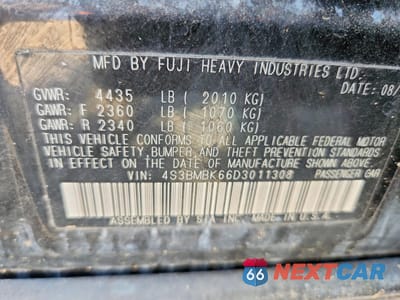 MFD BY FUJI HEAVY INDUSTRIES LTD.
DATE: 08/
GVWR: 4435 LB ( 2010 KG)
GAWR: F 2360 LB ( 1070 KG)
GAWR: R 2340 LB ( 1060 KG)
THIS VEHICLE CONFORMS TO ALL APPLICABLE FEDERAL MOTOR
VEHICLE SAFETY, BUMPER, AND THEFT PREVENTION STANDARDS
IN EFFECT ON THE DATE OF MANUFACTURE SHOWN ABOVE.
VIN: 4S3BMBK66D3011308 PASSENGER CAR
ASSEMBLED BY SIA INC. MADE IN U.S.A.
66 NEXTCAR